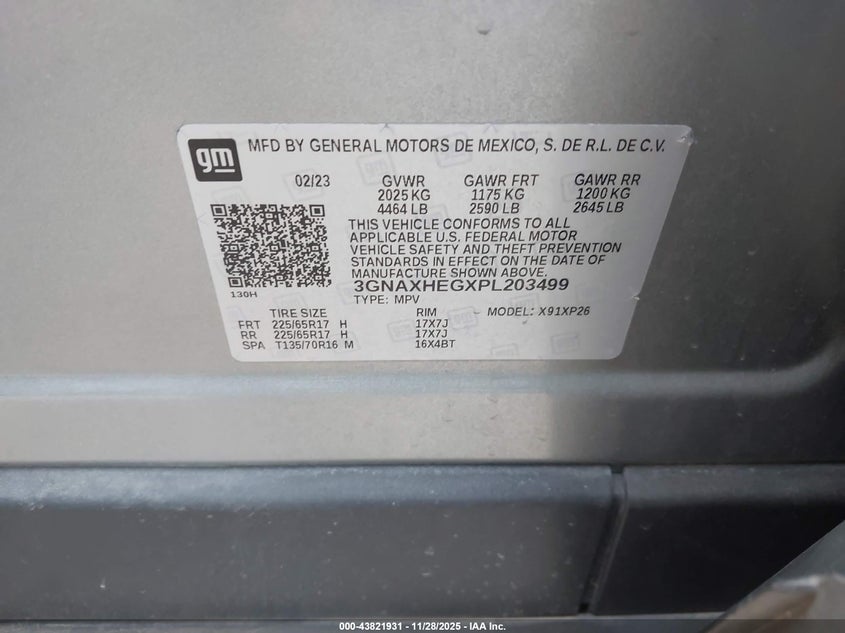 gm
MFD BY GENERAL MOTORS DE MEXICO, S. DE R.L. DE C.V.
02/23 GVWR GAWR FRT GAWR RR
2025 KG 1175 KG 1200 KG
4464 LB 2590 LB 2645 LB
THIS VEHICLE CONFORMS TO ALL
APPLICABLE U.S. FEDERAL MOTOR
VEHICLE SAFETY AND THEFT PREVENTION
STANDARDS IN EFFECT ON THE DATE OF
MANUFACTURE SHOWN ABOVE.
3GNAXHEGXPL203499
130H
TYPE: MPV
TIRE SIZE RIM MODEL: X91XP26
FRT 225/65R17 H 17X7J
RR 225/65R17 H 17X7J
SPA T135/70R16 M 16X4BT
000-43821931 - 11/28/2025 - IAA Inc.